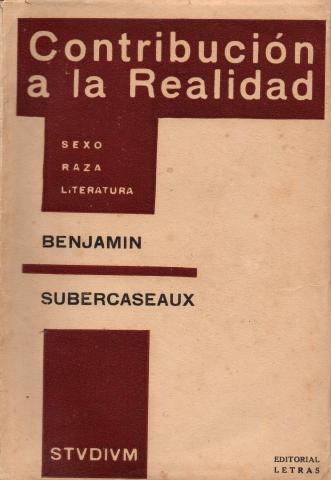 Contribución
a la Realidad
SEXO
RAZA
LITERATURA
BENJAMIN
SUBERCASEAUX
STVDIVM
EDITORIAL
LETRAS